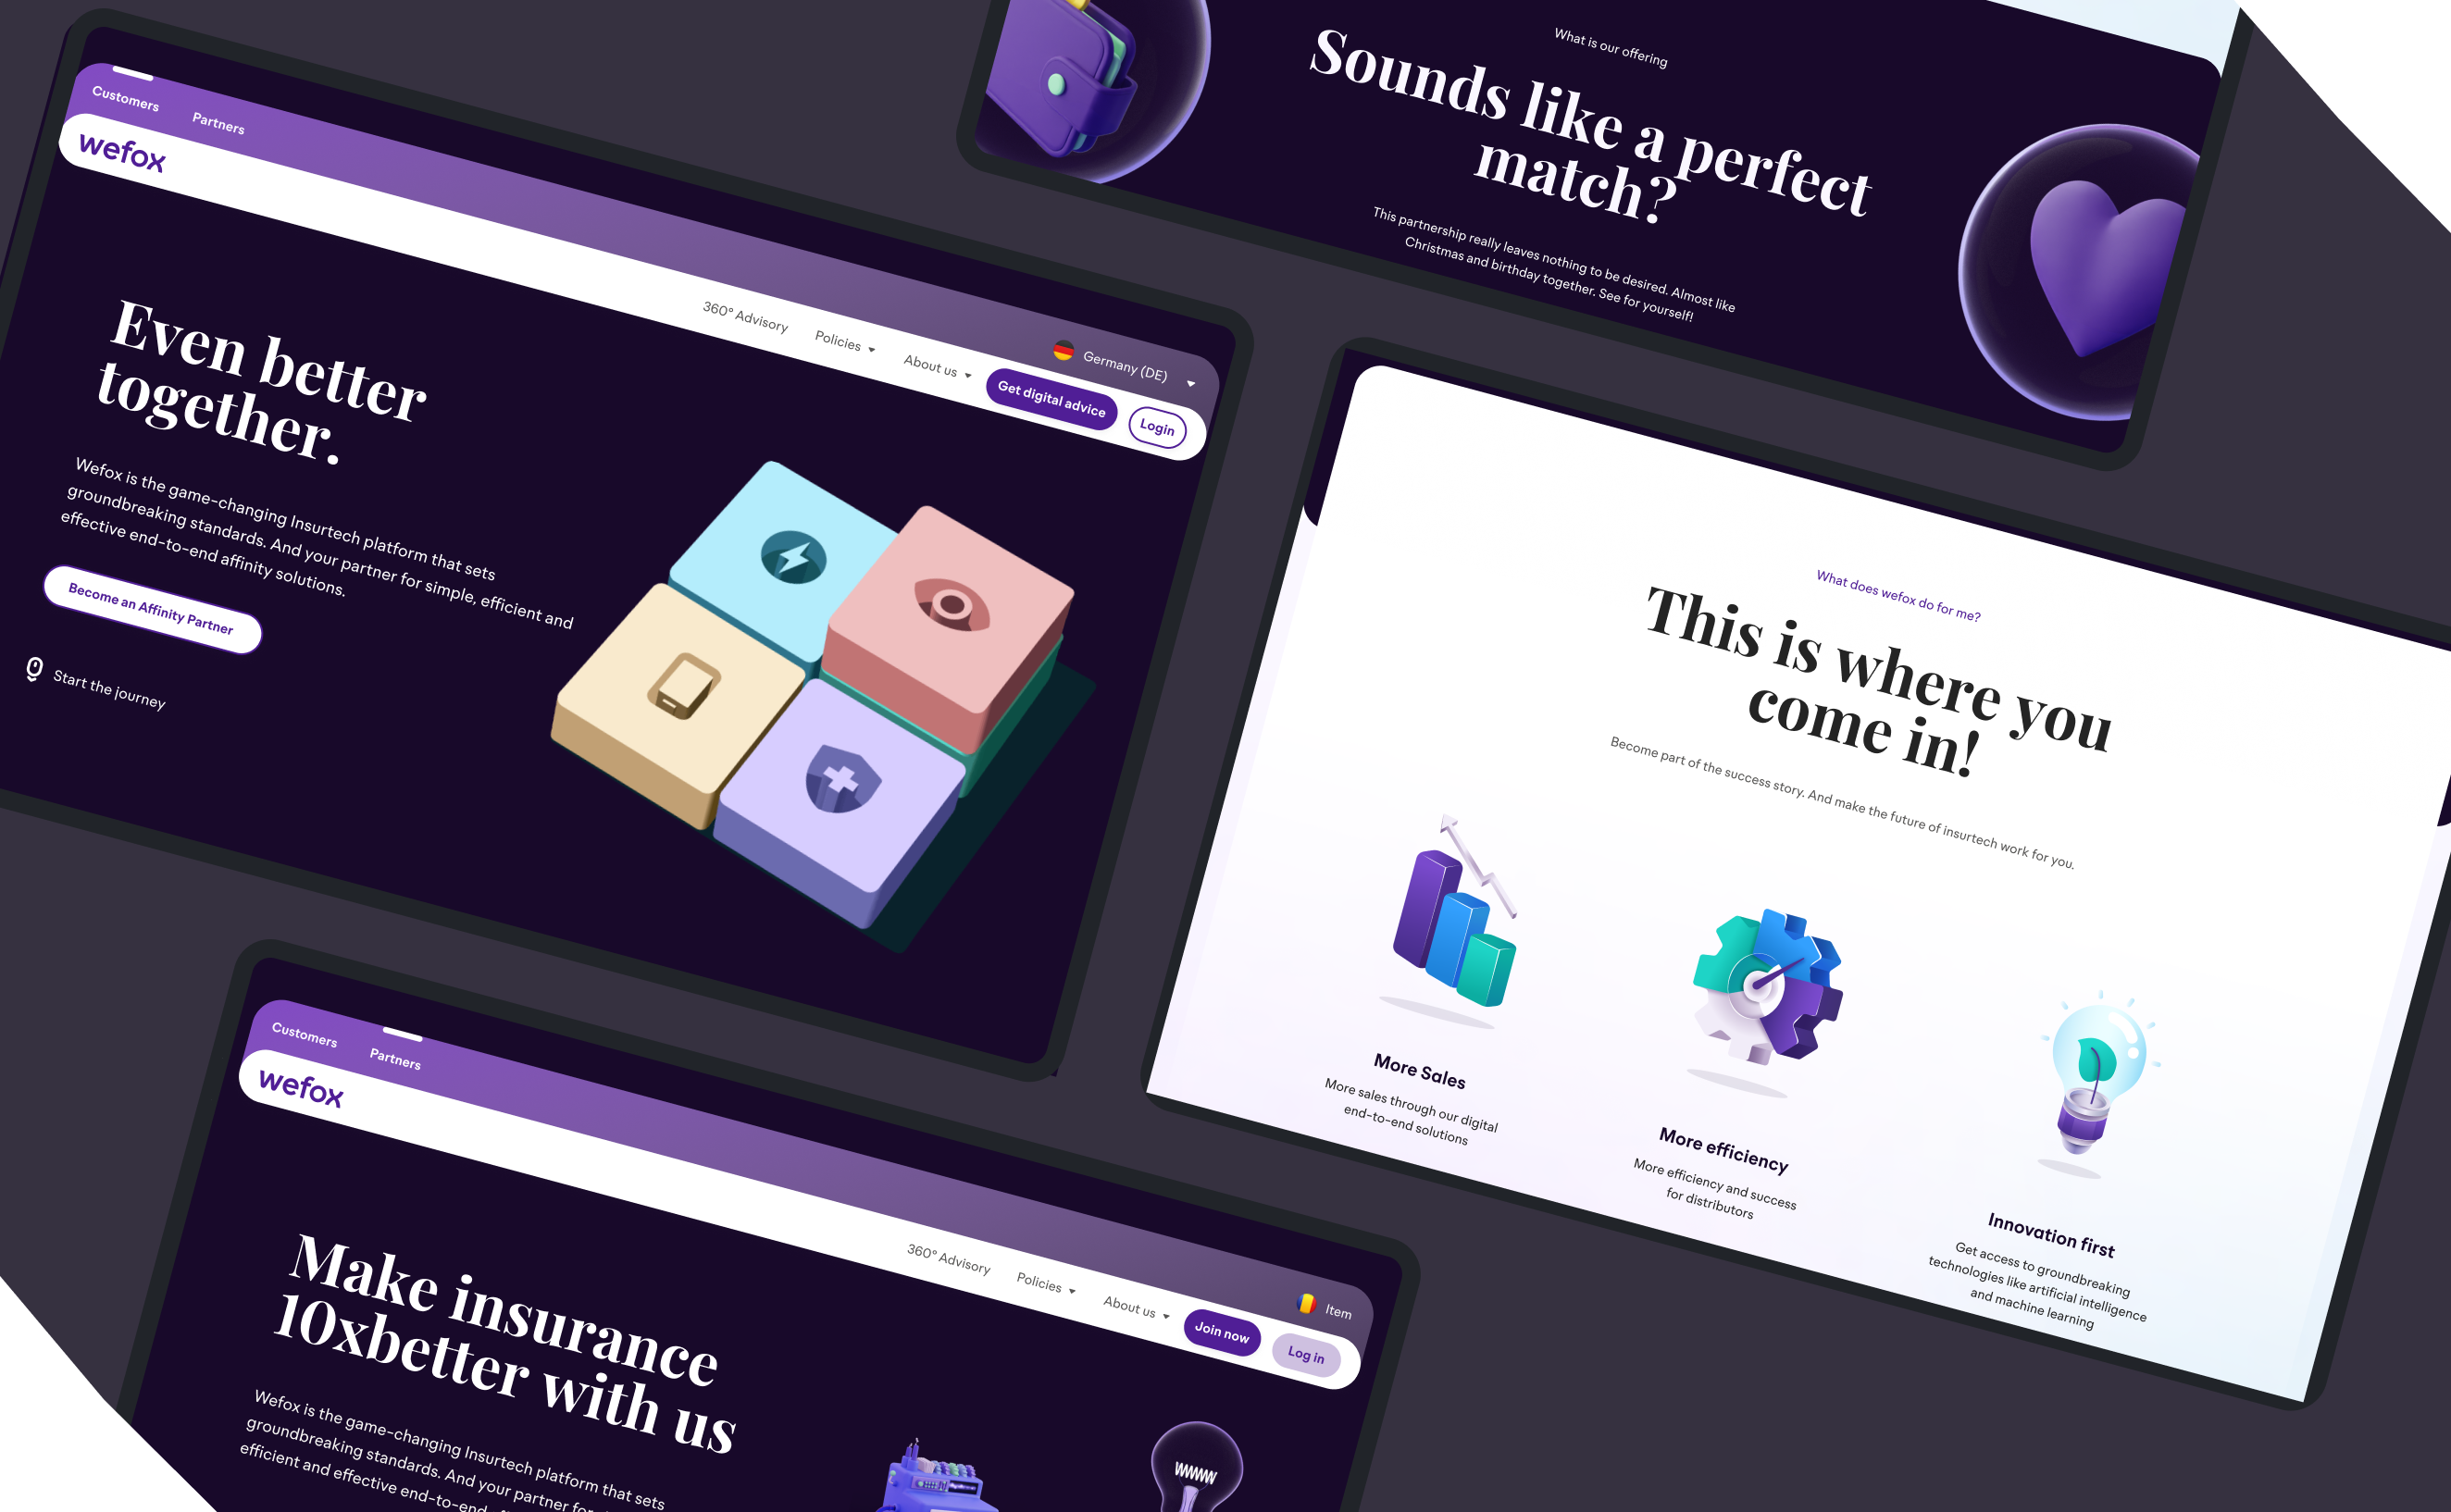 Customers
Partners
wefox
360° Advisory
Policies
About us
Germany (DE)
Get digital advice
Login
Even better
together.
Wefox is the game-changing Insurtech platform that sets
groundbreaking standards. And your partner for simple, efficient and
effective end-to-end affinity solutions.
Become an Affinity Partner
Start the journey
What is our offering
Sounds like a perfect
match?
This partnership really leaves nothing to be desired. Almost like
Christmas and birthday together. See for yourself!
What does wefox do for me?
This is where you
come in!
Become part of the success story. And make the future of insurtech work for you.
More Sales
More sales through our digital
end-to-end solutions
More efficiency
More efficiency and success
for distributors
Innovation first
Get access to groundbreaking
technologies like artificial intelligence
and machine learning
Customers
Partners
wefox
360° Advisory
Policies
About us
Item
Join now
Log in
Make insurance
10xbetter with us
Wefox is the game-changing Insurtech platform that sets
groundbreaking standards. And your partner for
efficient and effective end-to-end